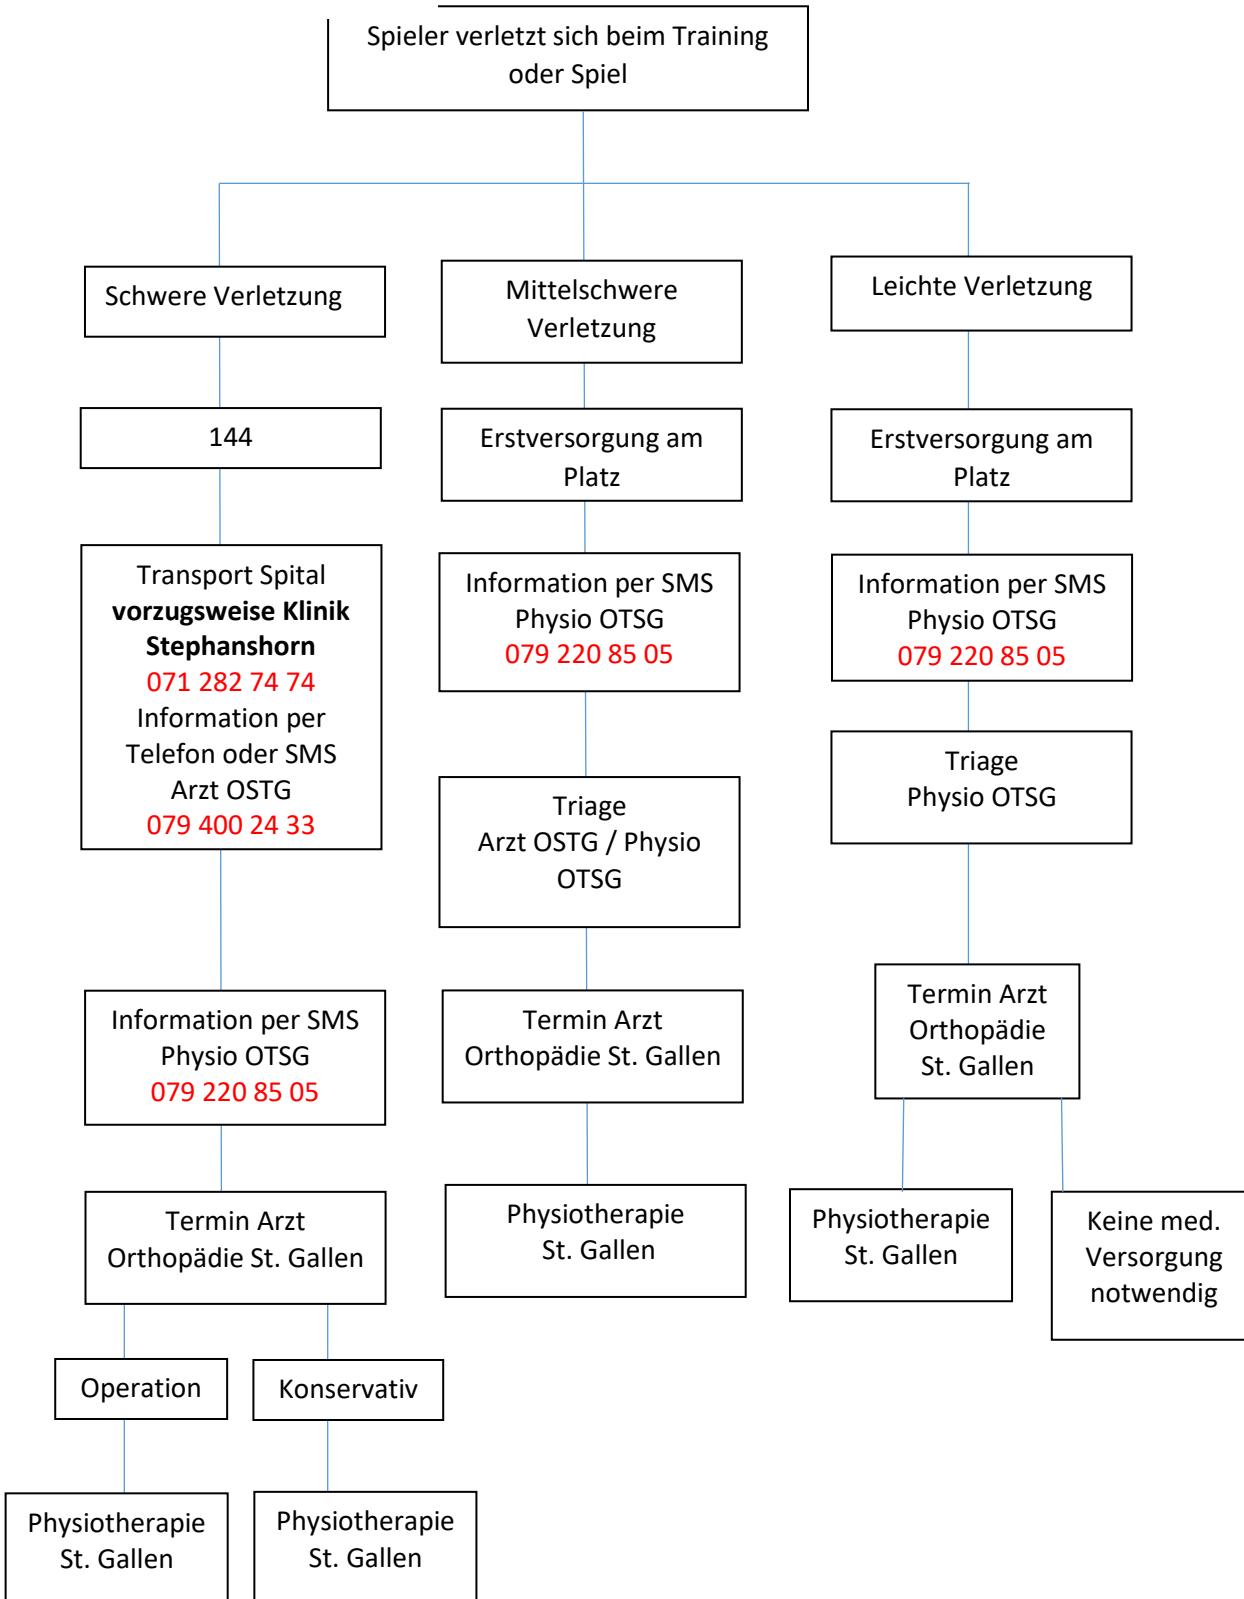 Spieler verletzt sich beim Training
oder Spiel
Schwere Verletzung
144
Transport Spital
vorzugsweise Klinik
Stephanshorn
071 282 74 74
Information per
Telefon oder SMS
Arzt OSTG
079 400 24 33
Information per SMS
Physio OTSG
079 220 85 05
Termin Arzt
Orthopädie St. Gallen
Operation
Physiotherapie
St. Gallen
Konservativ
Physiotherapie
St. Gallen
Mittelschwere
Verletzung
Erstversorgung am
Platz
Information per SMS
Physio OTSG
079 220 85 05
Triage
Arzt OSTG / Physio
OTSG
Termin Arzt
Orthopädie St. Gallen
Physiotherapie
St. Gallen
Leichte Verletzung
Erstversorgung am
Platz
Information per SMS
Physio OTSG
079 220 85 05
Triage
Physio OTSG
Termin Arzt
Orthopädie
St. Gallen
Physiotherapie
St. Gallen
Keine med.
Versorgung
notwendig